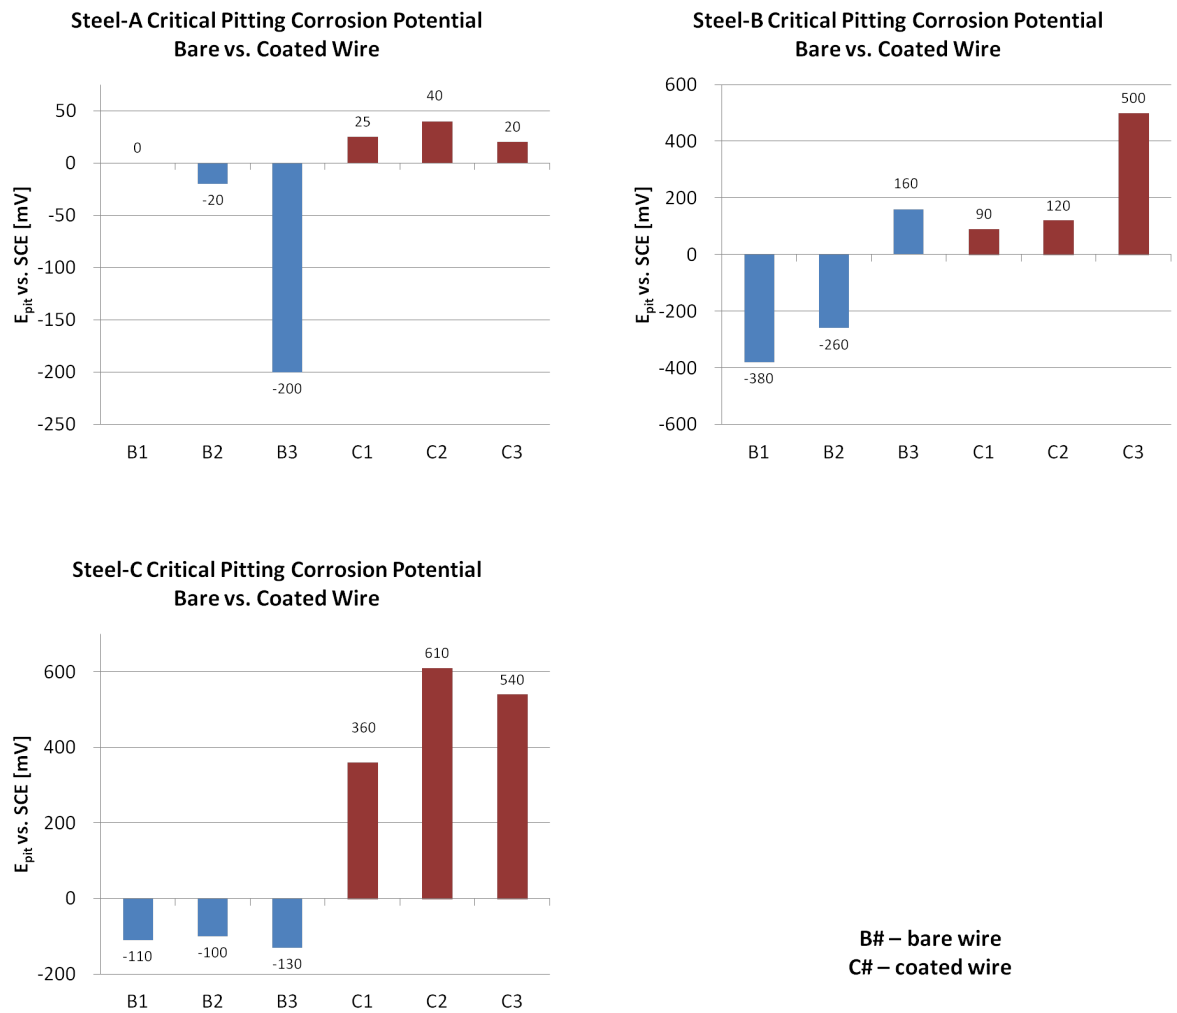 Steel-A Critical Pitting Corrosion Potential
Bare vs. Coated Wire
Epit vs. SCE [mV]
50
0
-50
-100
-150
-200
-250
0
-20
-200
25
40
20
B1 B2 B3 C1 C2 C3
Steel-B Critical Pitting Corrosion Potential
Bare vs. Coated Wire
Epit vs. SCE [mV]
600
400
200
0
-200
-400
-600
-380
-260
160
90
120
500
B1 B2 B3 C1 C2 C3
Steel-C Critical Pitting Corrosion Potential
Bare vs. Coated Wire
Epit vs. SCE [mV]
600
400
200
0
-200
-110
-100
-130
360
610
540
B1 B2 B3 C1 C2 C3
B# – bare wire
C# – coated wire